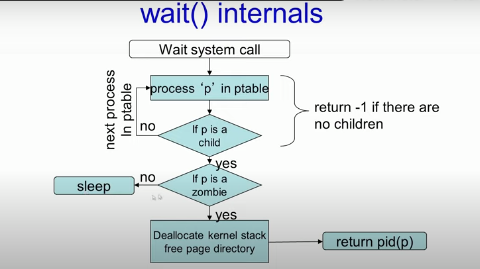 wait() internals
Wait system call
process 'p' in ptable
next process
In ptable
no
If p is a
child
return -1 if there are
no children
yes
If p is a
zombie
no
sleep
yes
Deallocate kernel stack
free page directory
return pid(p)